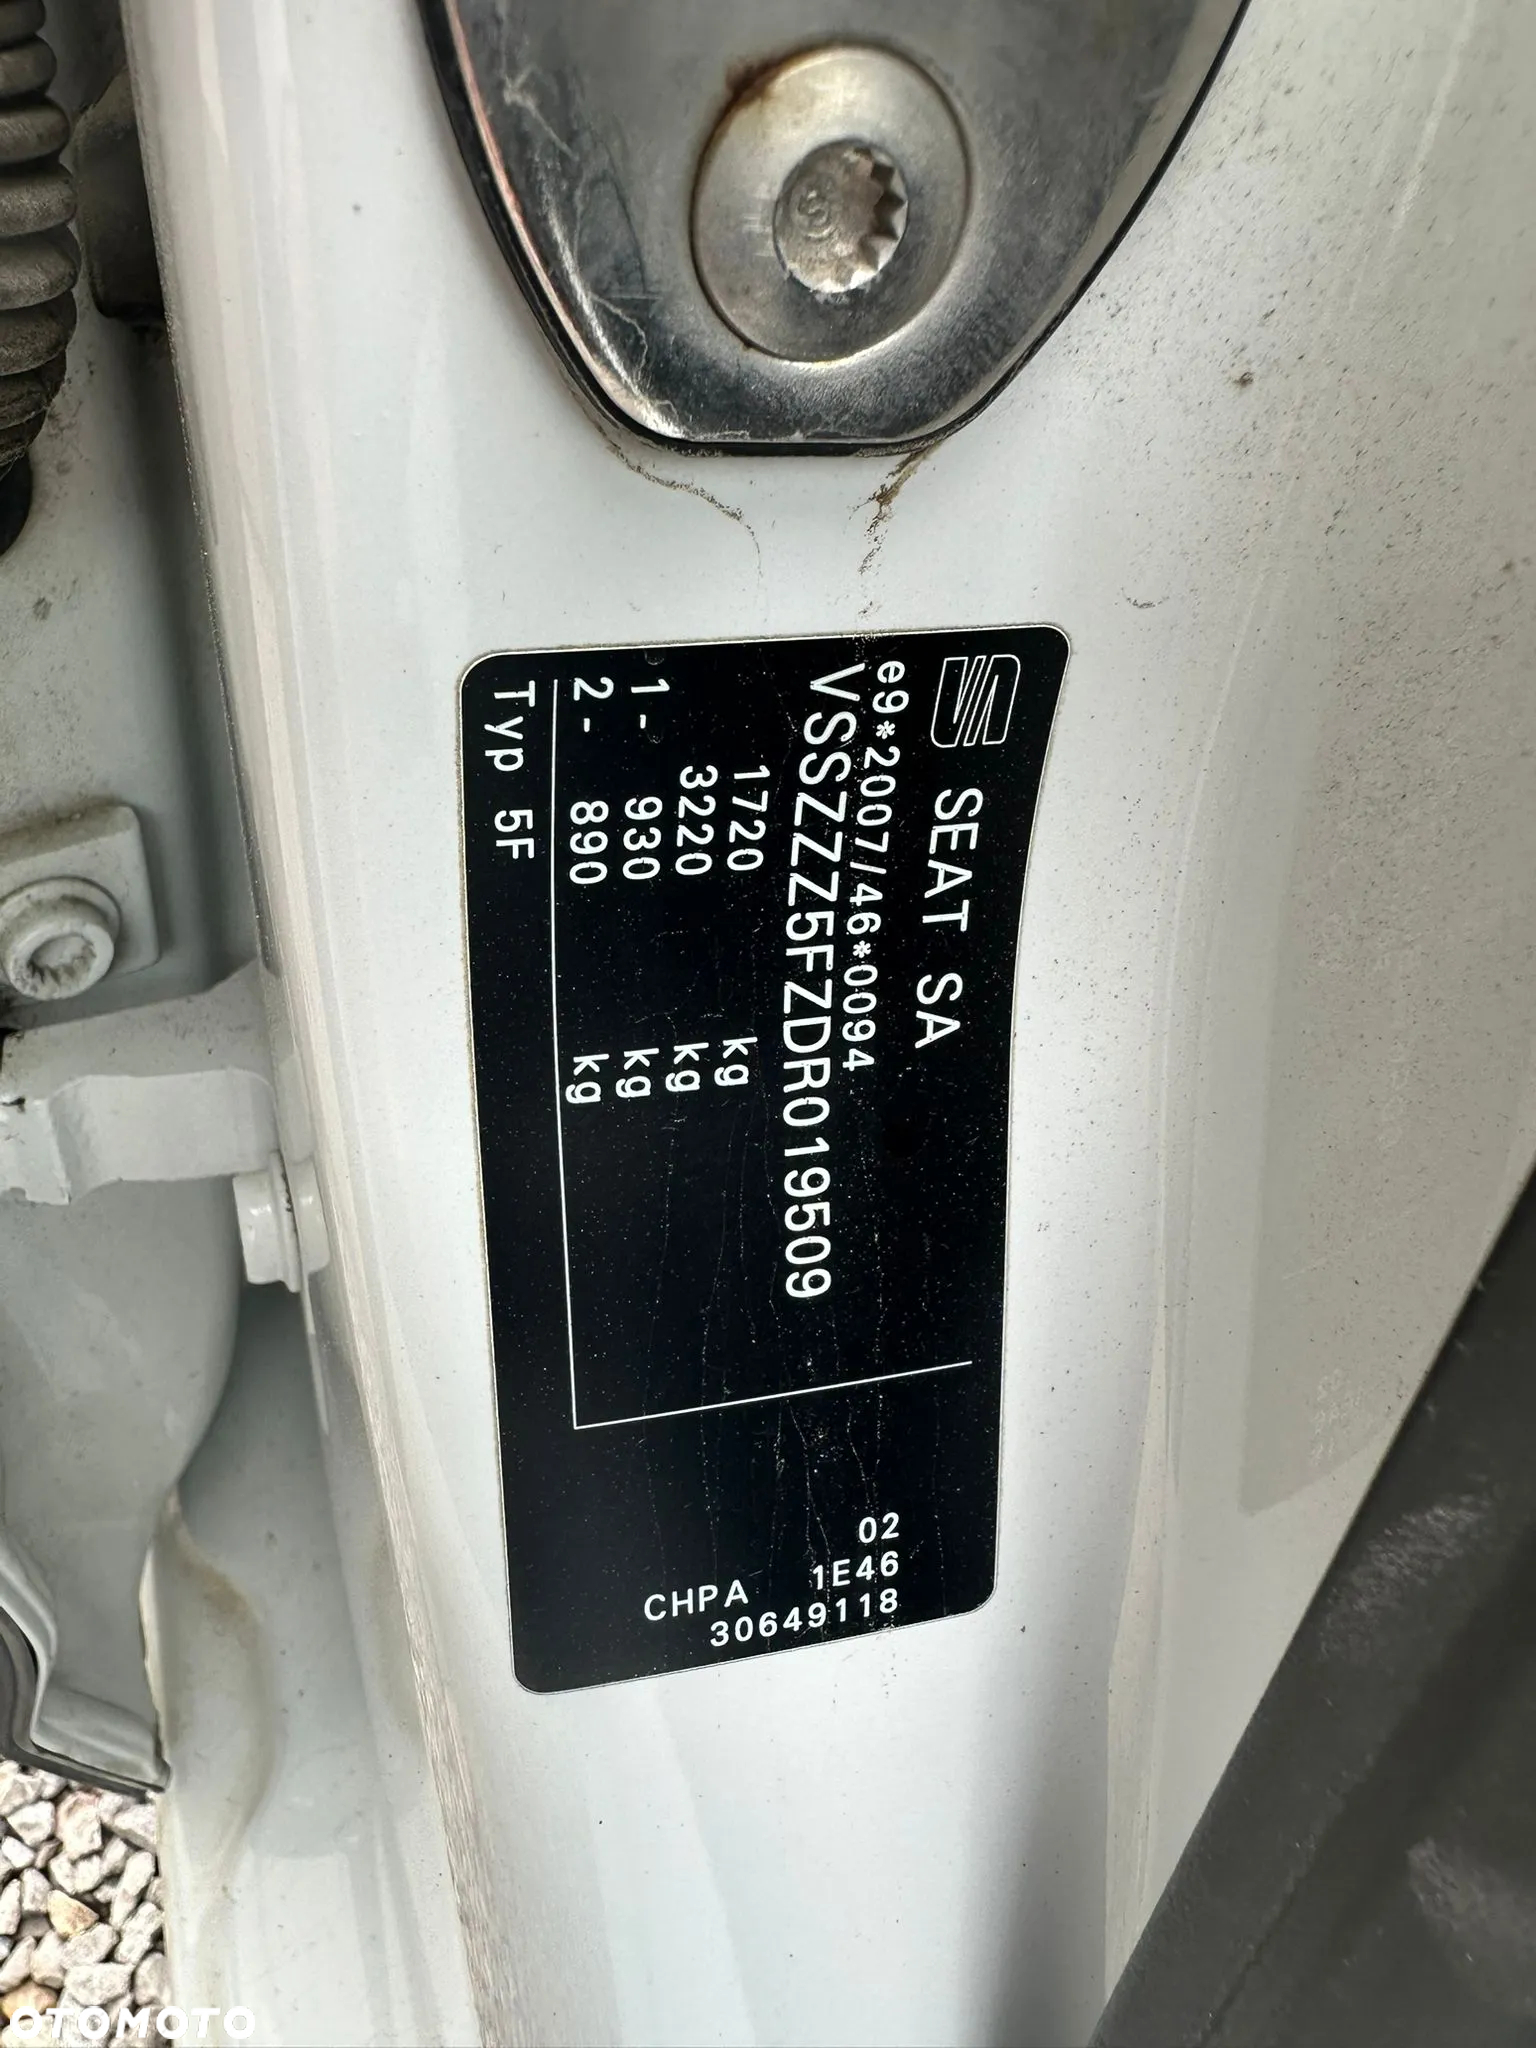 SEAT SA
e9*2007/46*0094
VSSZZZ5FZDR019509
1720 kg
3220 kg
1- 930 kg
2- 890 kg
Typ 5F
02
1E46
30649118
CHPA
OTOMOTO